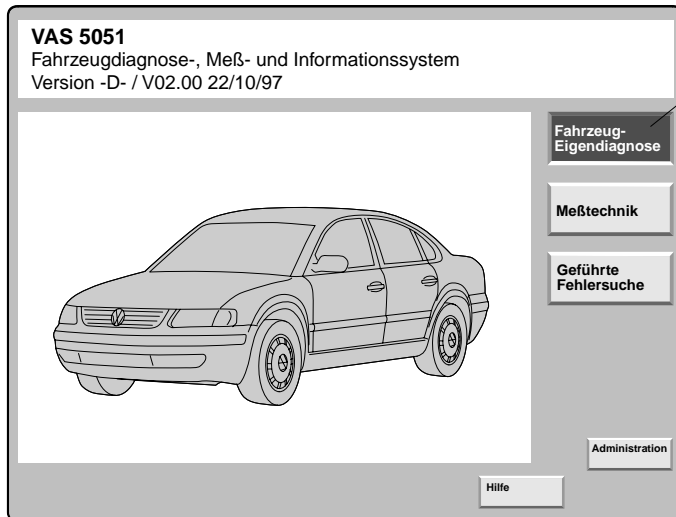 VAS 5051
Fahrzeugdiagnose-, Meß- und Informationssystem
Version -D- / V02.00 22/10/97
Fahrzeug-
Eigendiagnose
Meßtechnik
Geführte
Fehlersuche
Administration
Hilfe